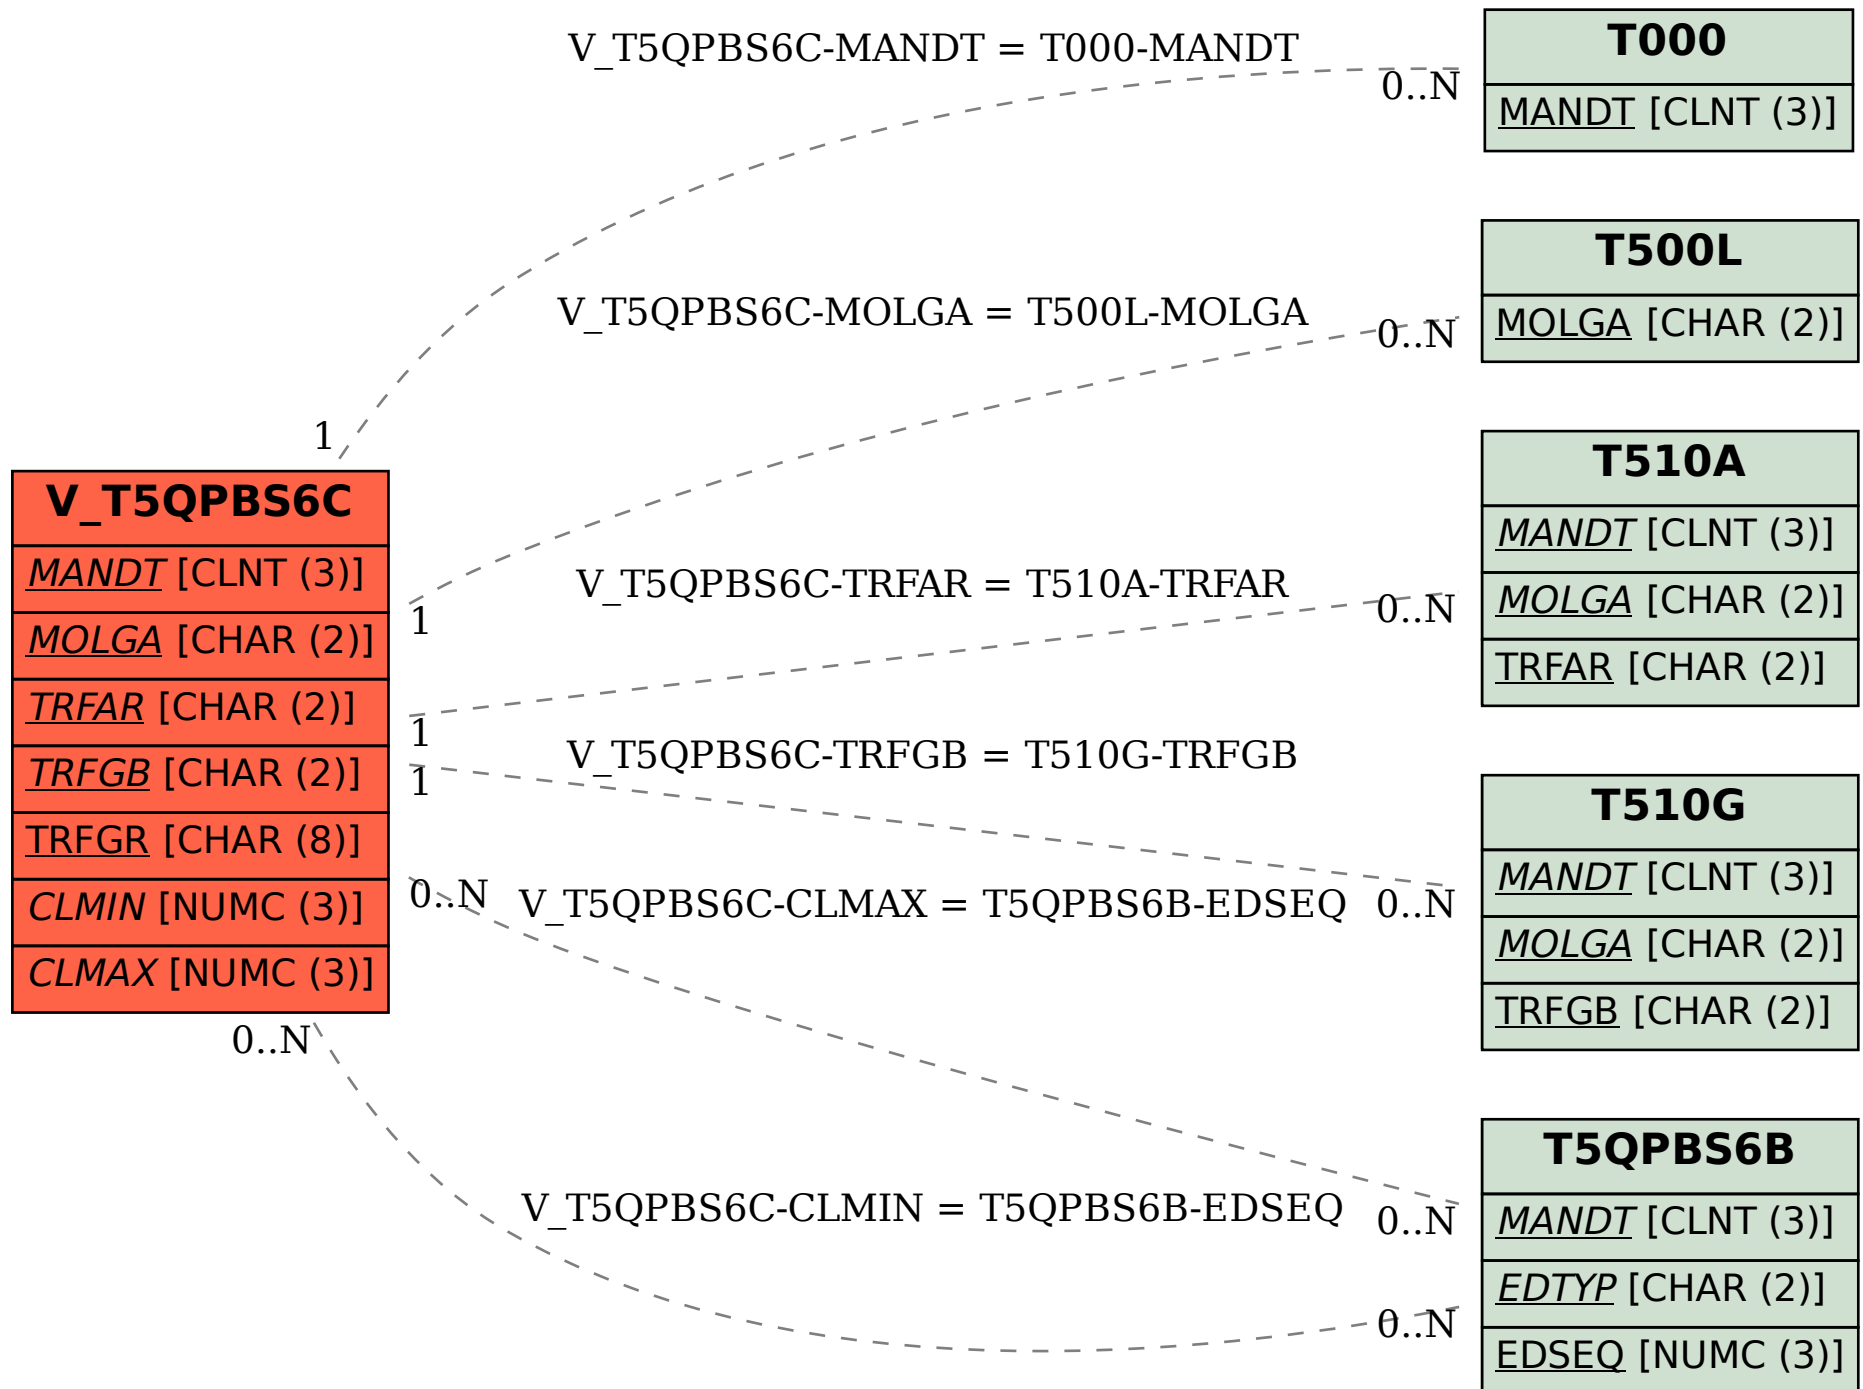 V_T5QPBS6C-MANDT = T000-MANDT
0..N
1
T000
MANDT [CLNT (3)]
V_T5QPBS6C-MOLGA = T500L-MOLGA
0..N
1
T500L
MOLGA [CHAR (2)]
V_T5QPBS6C
MANDT [CLNT (3)]
MOLGA [CHAR (2)]
TRFAR [CHAR (2)]
TRFGB [CHAR (2)]
TRFGR [CHAR (8)]
CLMIN [NUMC (3)]
CLMAX [NUMC (3)]
V_T5QPBS6C-TRFAR = T510A-TRFAR
0..N
1
T510A
MANDT [CLNT (3)]
MOLGA [CHAR (2)]
TRFAR [CHAR (2)]
V_T5QPBS6C-TRFGB = T510G-TRFGB
1
0..N
T510G
MANDT [CLNT (3)]
MOLGA [CHAR (2)]
TRFGB [CHAR (2)]
0..N
V_T5QPBS6C-CLMAX = T5QPBS6B-EDSEQ
0..N
0..N
V_T5QPBS6C-CLMIN = T5QPBS6B-EDSEQ
0..N
T5QPBS6B
MANDT [CLNT (3)]
EDTYP [CHAR (2)]
EDSEQ [NUMC (3)]